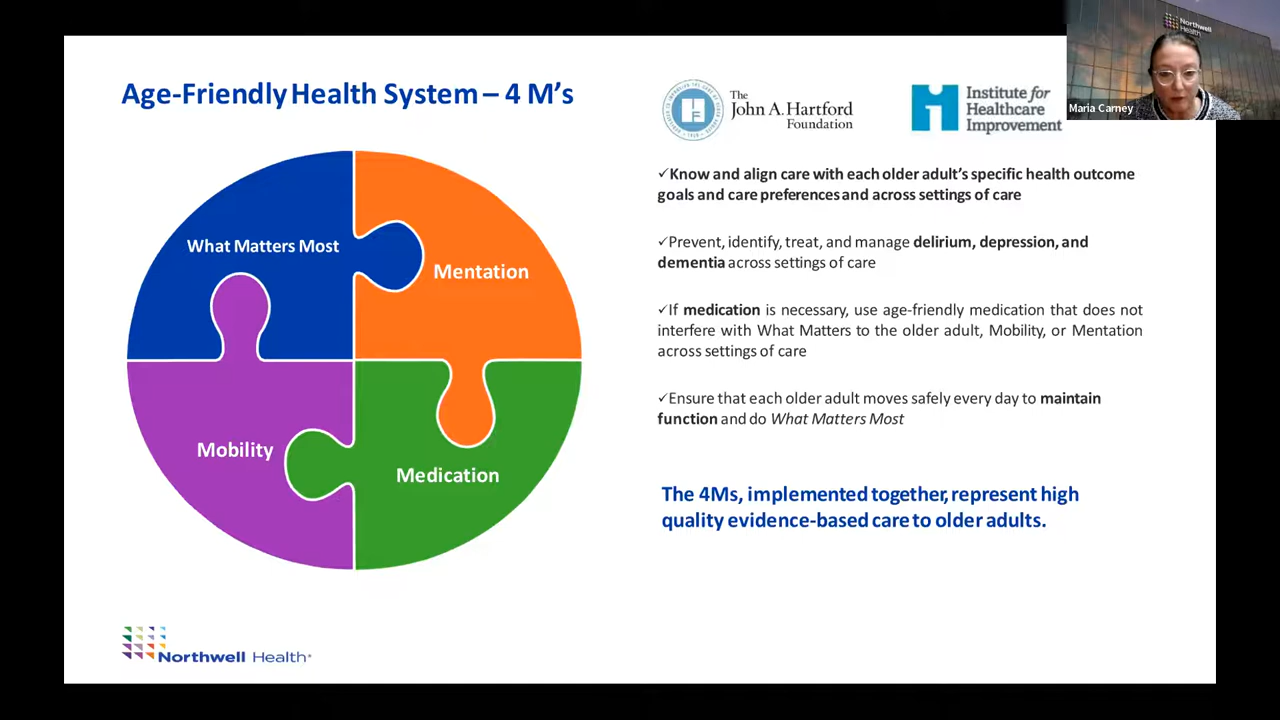 Age-Friendly Health System – 4 M's
The
John A. Hartford
Foundation
Institute for
Healthcare
Improvement
Northwell
Health
Maria Carney
What Matters Most
Mentation
Mobility
Medication
✓Know and align care with each older adult's specific health outcome
goals and care preferences and across settings of care
✓Prevent, identify, treat, and manage delirium, depression, and
dementia across settings of care
✓If medication is necessary, use age-friendly medication that does not
interfere with What Matters to the older adult, Mobility, or Mentation
across settings of care
✓Ensure that each older adult moves safely every day to maintain
function and do What Matters Most
The 4Ms, implemented together, represent high
quality evidence-based care to older adults.
Northwell Health